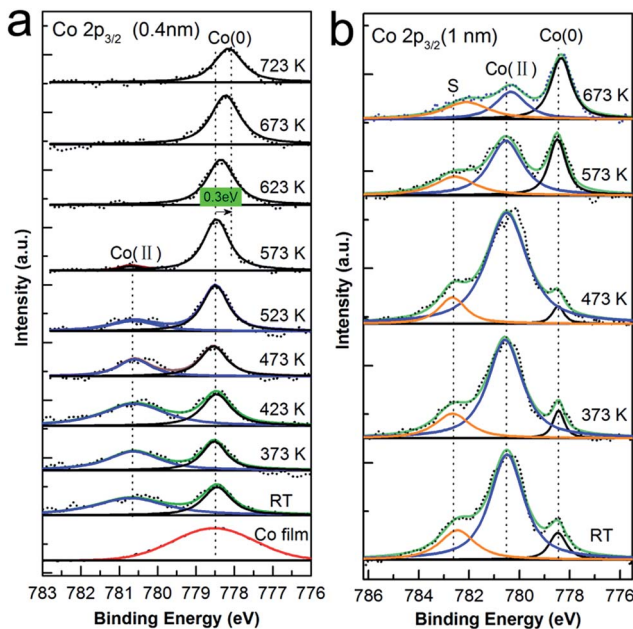 a
Co 2p3/2 (0.4nm)
Co(0)
723 K
673 K
623 K
0.3eV
Co(II)
573 K
523 K
473 K
423 K
373 K
RT
Co film
Intensity (a.u.)
783 782 781 780 779 778 777 776
Binding Energy (eV)
b
Co 2p3/2(1 nm)
Co(0)
Co(II)
S
673 K
573 K
473 K
373 K
RT
Intensity (a.u.)
786 784 782 780 778 776
Binding Energy (eV)